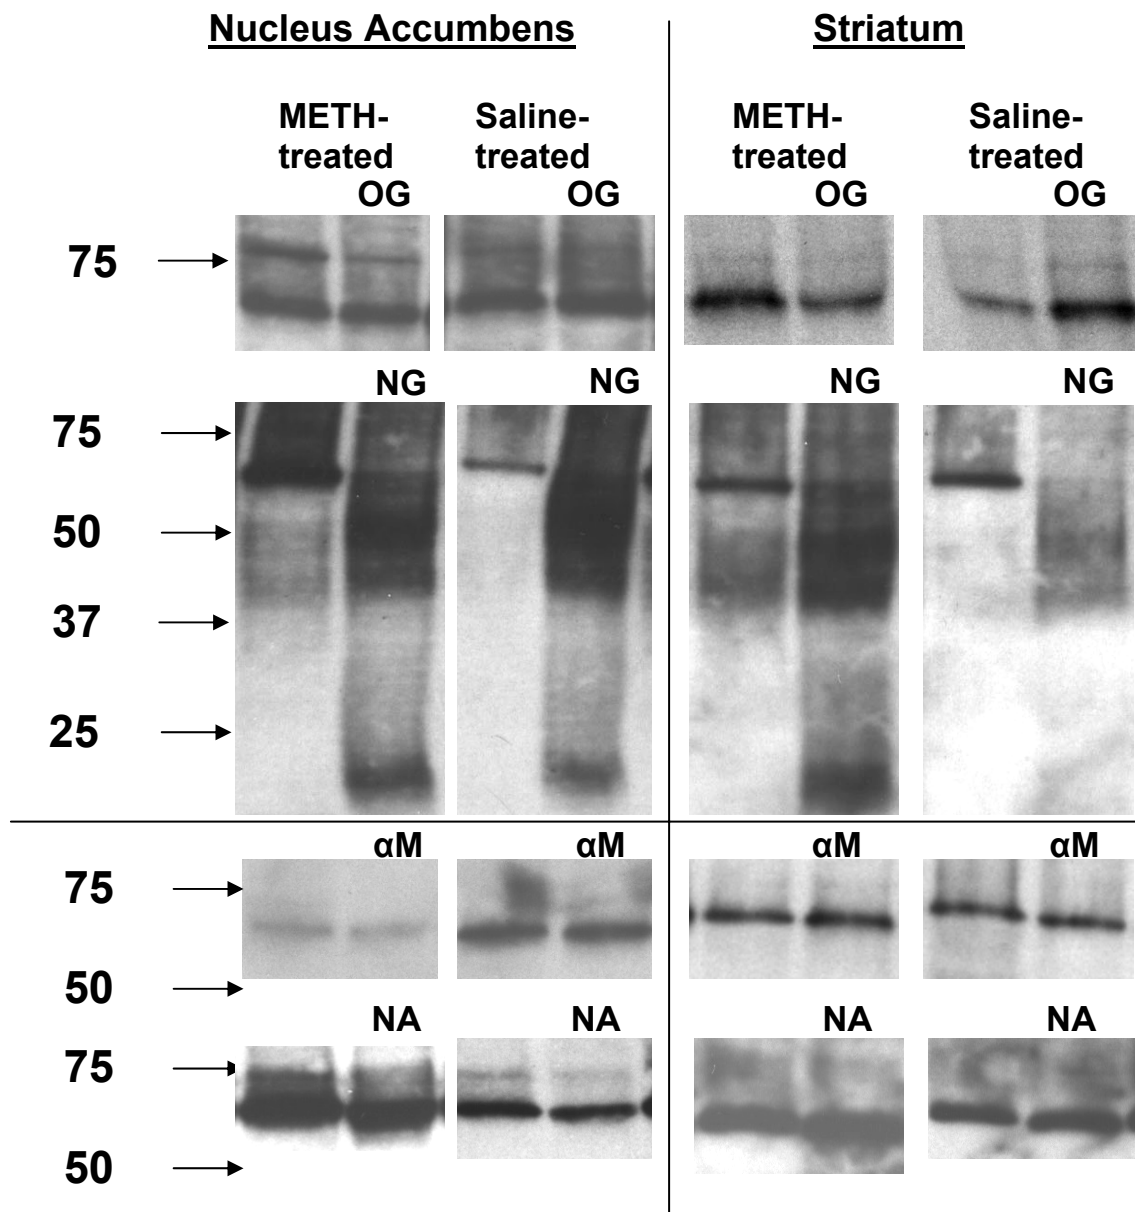 Nucleus Accumbens Striatum
METH- Saline- METH- Saline-
treated treated treated treated
OG OG OG OG
75
NG NG NG NG
75
50
37
25
αM αM αM αM
75
50
NA NA NA NA
75
50